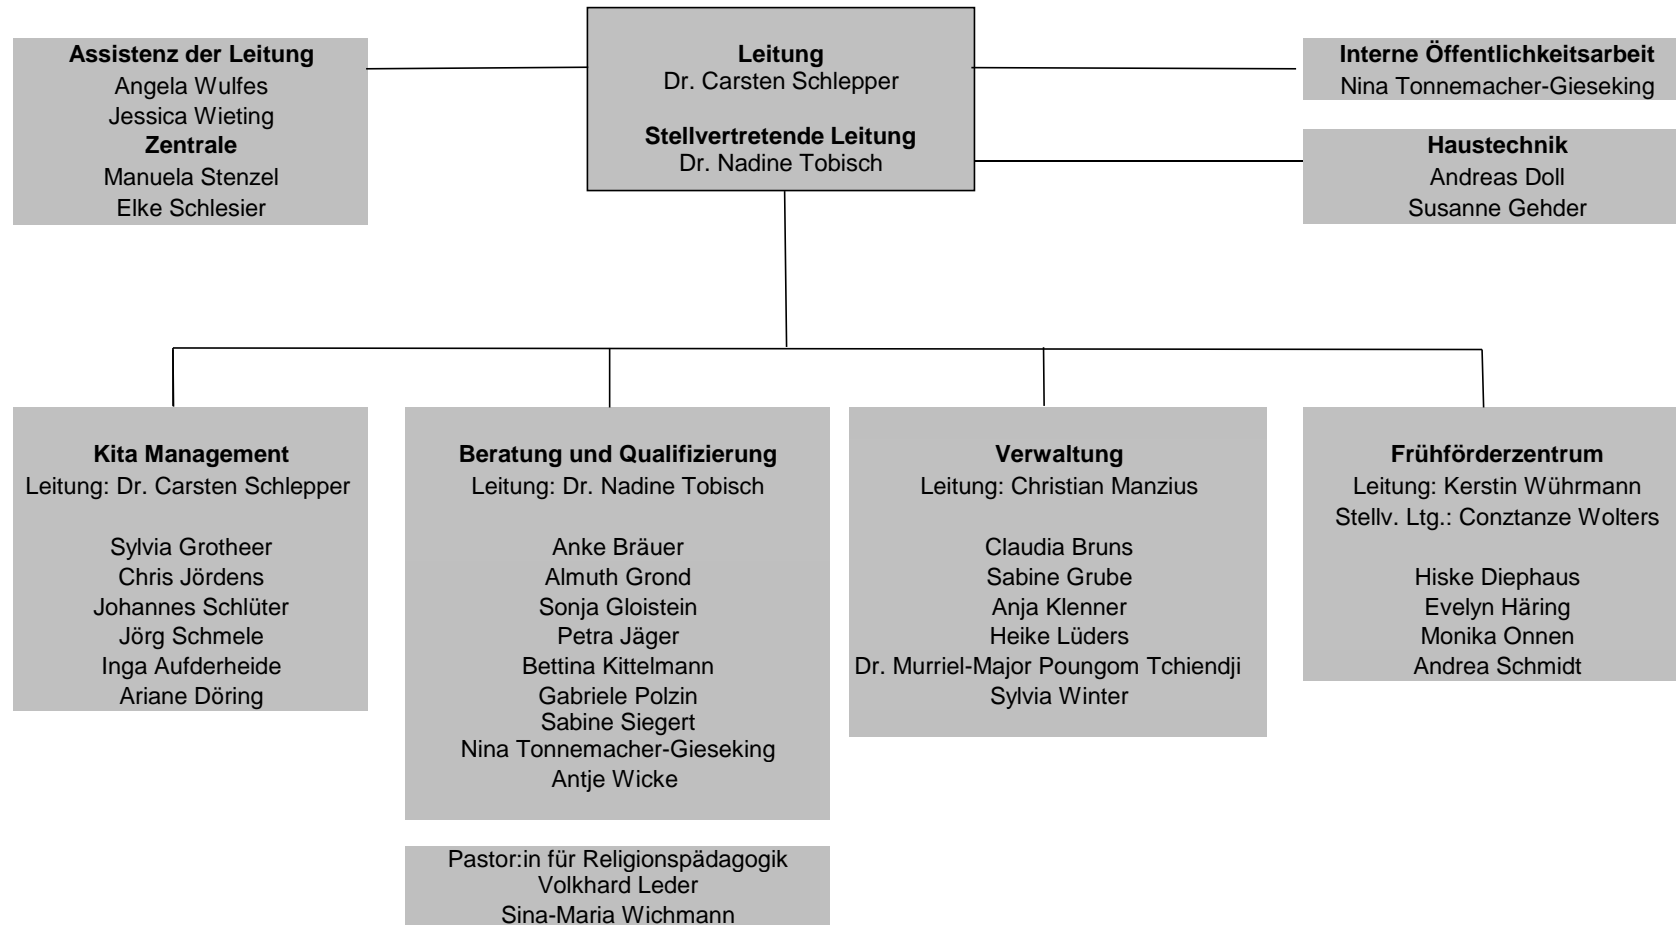 Assistenz der Leitung
Angela Wulfes
Jessica Wieting
Zentrale
Manuela Stenzel
Elke Schlesier
Leitung
Dr. Carsten Schlepper
Stellvertretende Leitung
Dr. Nadine Tobisch
Interne Öffentlichkeitsarbeit
Nina Tonnemacher-Gieseking
Haustechnik
Andreas Doll
Susanne Gehder
Kita Management
Leitung: Dr. Carsten Schlepper
Sylvia Grotheer
Chris Jördens
Johannes Schlüter
Jörg Schmele
Inga Aufderheide
Ariane Döring
Beratung und Qualifizierung
Leitung: Dr. Nadine Tobisch
Anke Bräuer
Almuth Grond
Sonja Gloistein
Petra Jäger
Bettina Kittelmann
Gabriele Polzin
Sabine Siegert
Nina Tonnemacher-Gieseking
Antje Wicke
Pastor:in für Religionspädagogik
Volkhard Leder
Sina-Maria Wichmann
Verwaltung
Leitung: Christian Manzius
Claudia Bruns
Sabine Grube
Anja Klenner
Heike Lüders
Dr. Murriel-Major Poungom Tchiendji
Sylvia Winter
Frühförderzentrum
Leitung: Kerstin Wührmann
Stellv. Ltg.: Conztanze Wolters
Hiske Diephaus
Evelyn Häring
Monika Onnen
Andrea Schmidt